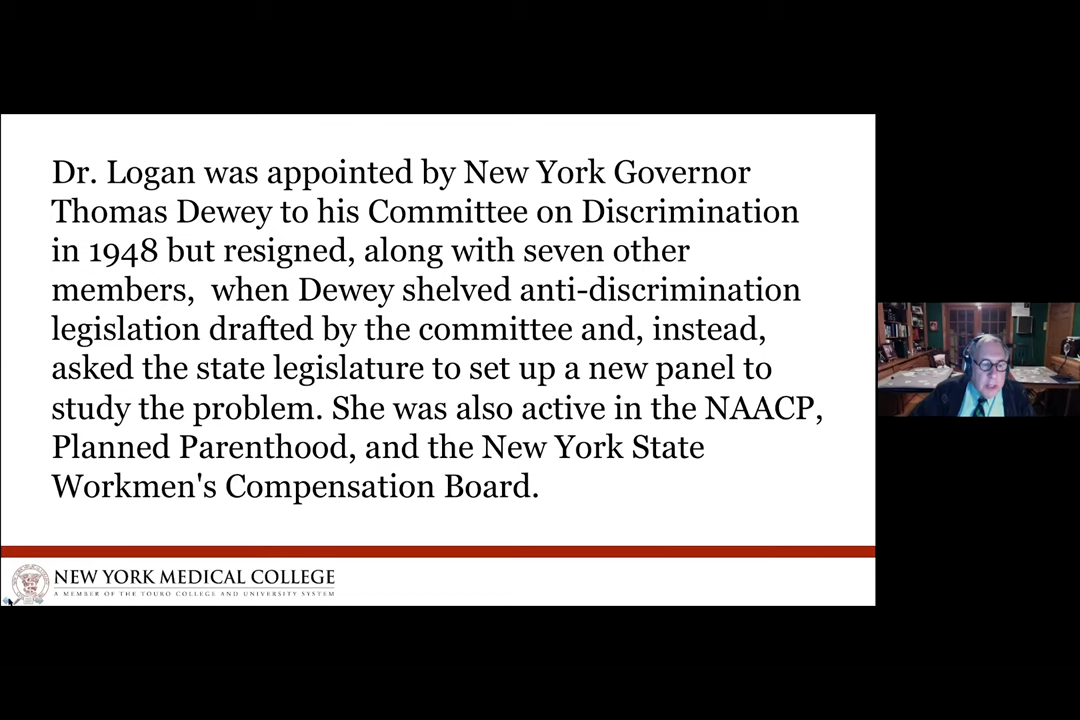 Dr. Logan was appointed by New York Governor
Thomas Dewey to his Committee on Discrimination
in 1948 but resigned, along with seven other
members,  when Dewey shelved anti-discrimination
legislation drafted by the committee and, instead,
asked the state legislature to set up a new panel to
study the problem. She was also active in the NAACP,
Planned Parenthood, and the New York State
Workmen's Compensation Board.
NEW YORK MEDICAL COLLEGE
A MEMBER OF THE TOURO COLLEGE AND UNIVERSITY SYSTEM